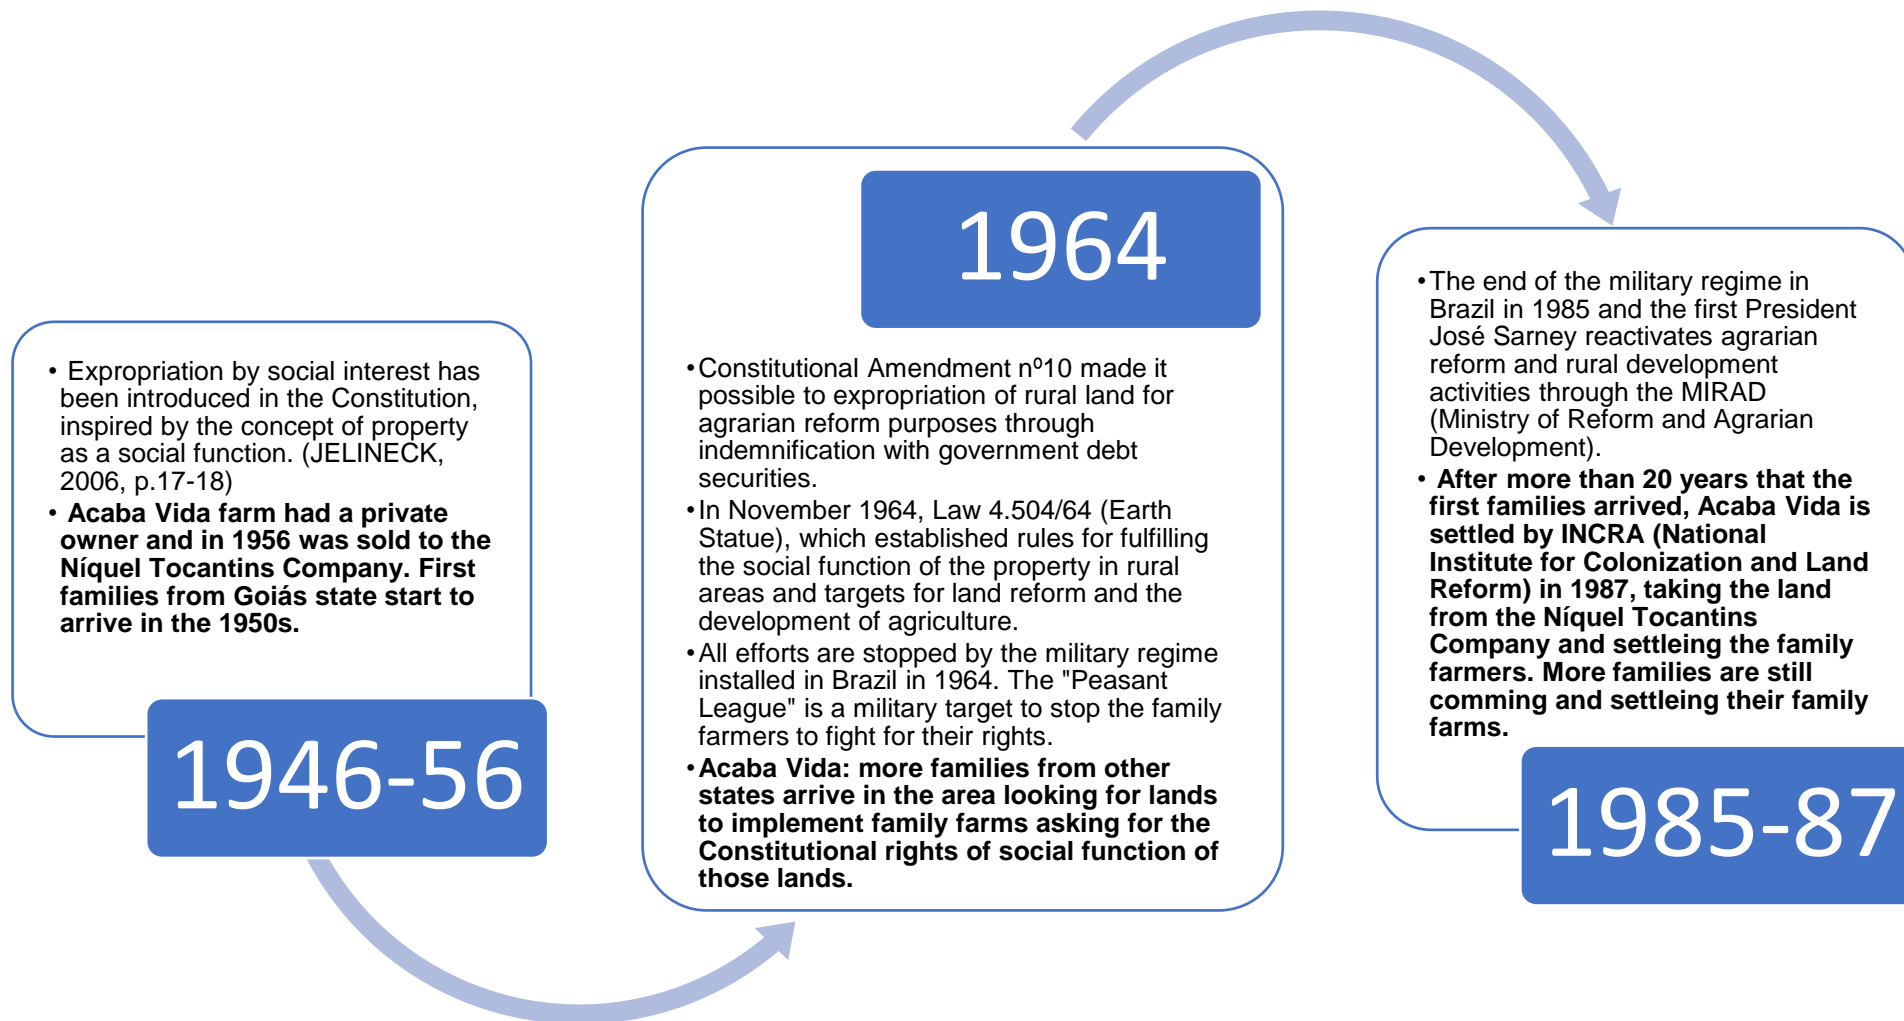 • Expropriation by social interest has
been introduced in the Constitution,
inspired by the concept of property
as a social function. (JELINECK,
2006, p.17-18)
• Acaba Vida farm had a private
owner and in 1956 was sold to the
Níquel Tocantins Company. First
families from Goiás state start to
arrive in the 1950s.
1946-56
1964
•Constitutional Amendment nº10 made it
possible to expropriation of rural land for
agrarian reform purposes through
indemnification with government debt
securities.
•In November 1964, Law 4.504/64 (Earth
Statue), which established rules for fulfilling
the social function of the property in rural
areas and targets for land reform and the
development of agriculture.
•All efforts are stopped by the military regime
installed in Brazil in 1964. The "Peasant
League" is a military target to stop the family
farmers to fight for their rights.
•Acaba Vida: more families from other
states arrive in the area looking for lands
to implement family farms asking for the
Constitutional rights of social function of
those lands.
•The end of the military regime in
Brazil in 1985 and the first President
José Sarney reactivates agrarian
reform and rural development
activities through the MIRAD
(Ministry of Reform and Agrarian
Development).
• After more than 20 years that the
first families arrived, Acaba Vida is
settled by INCRA (National
Institute for Colonization and Land
Reform) in 1987, taking the land
from the Níquel Tocantins
Company and settleing the family
farmers. More families are still
comming and settleing their family
farms.
1985-87